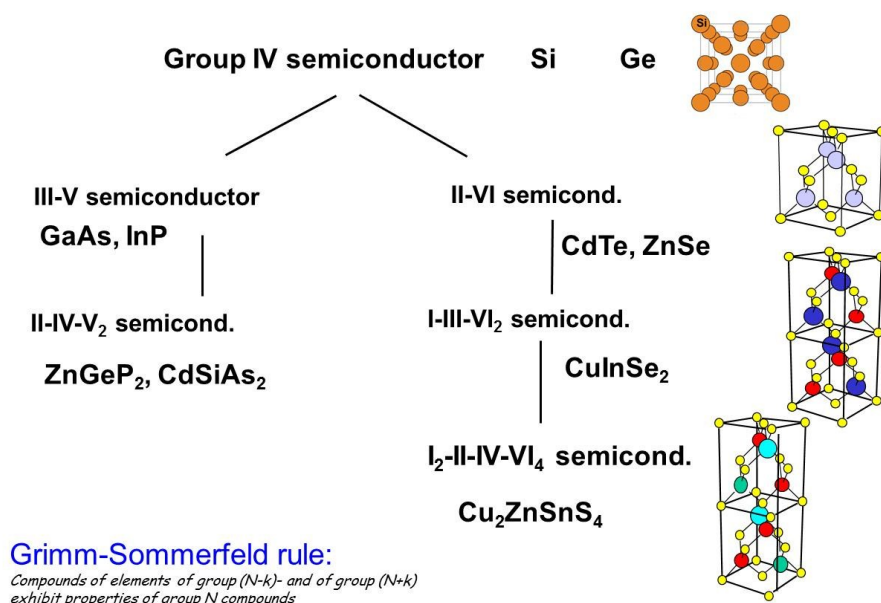 Si
Group IV semiconductor Si Ge
III-V semiconductor
GaAs, InP
II-VI semicond.
CdTe, ZnSe
II-IV-V₂ semicond.
ZnGeP₂, CdSiAs₂
I-III-VI₂ semicond.
CuInSe₂
I₂-II-IV-VI₄ semicond.
Cu₂ZnSnS₄
Grimm-Sommerfeld rule:
Compounds of elements of group (N-k)- and of group (N+k)
exhibit properties of group N compounds